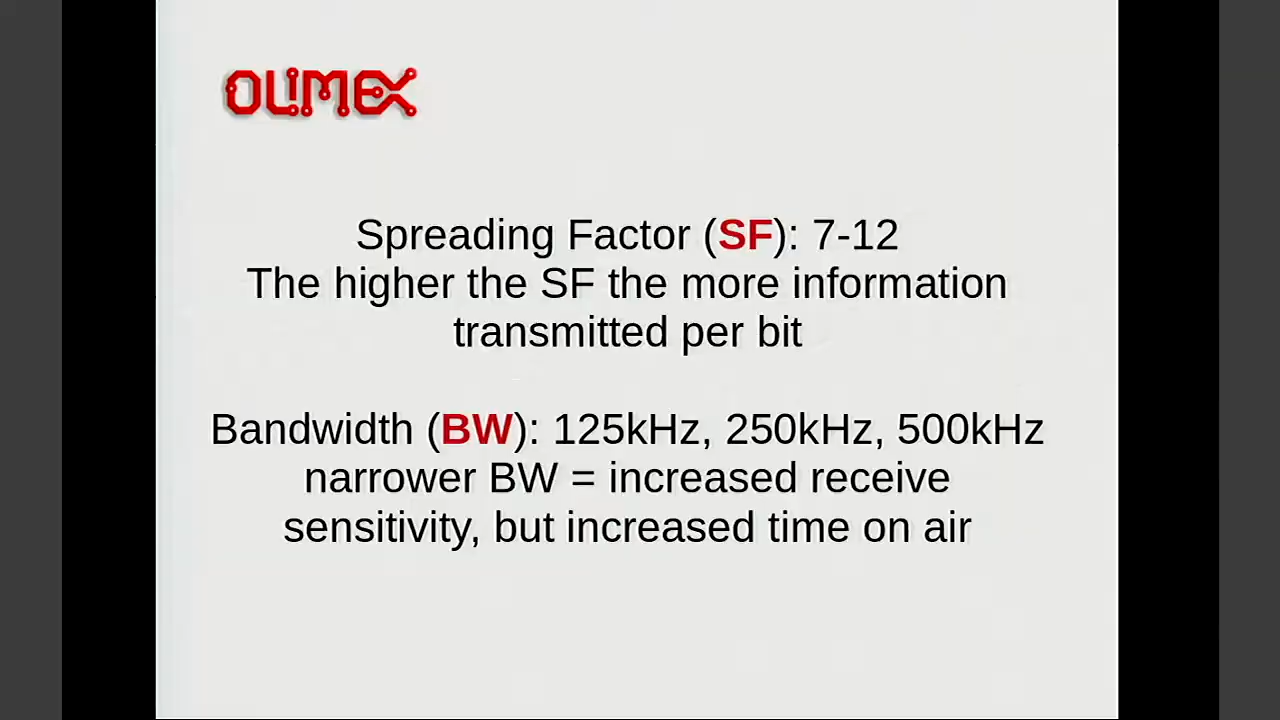 OLIMEX
Spreading Factor (SF): 7-12
The higher the SF the more information
transmitted per bit
Bandwidth (BW): 125kHz, 250kHz, 500kHz
narrower BW = increased receive
sensitivity, but increased time on air